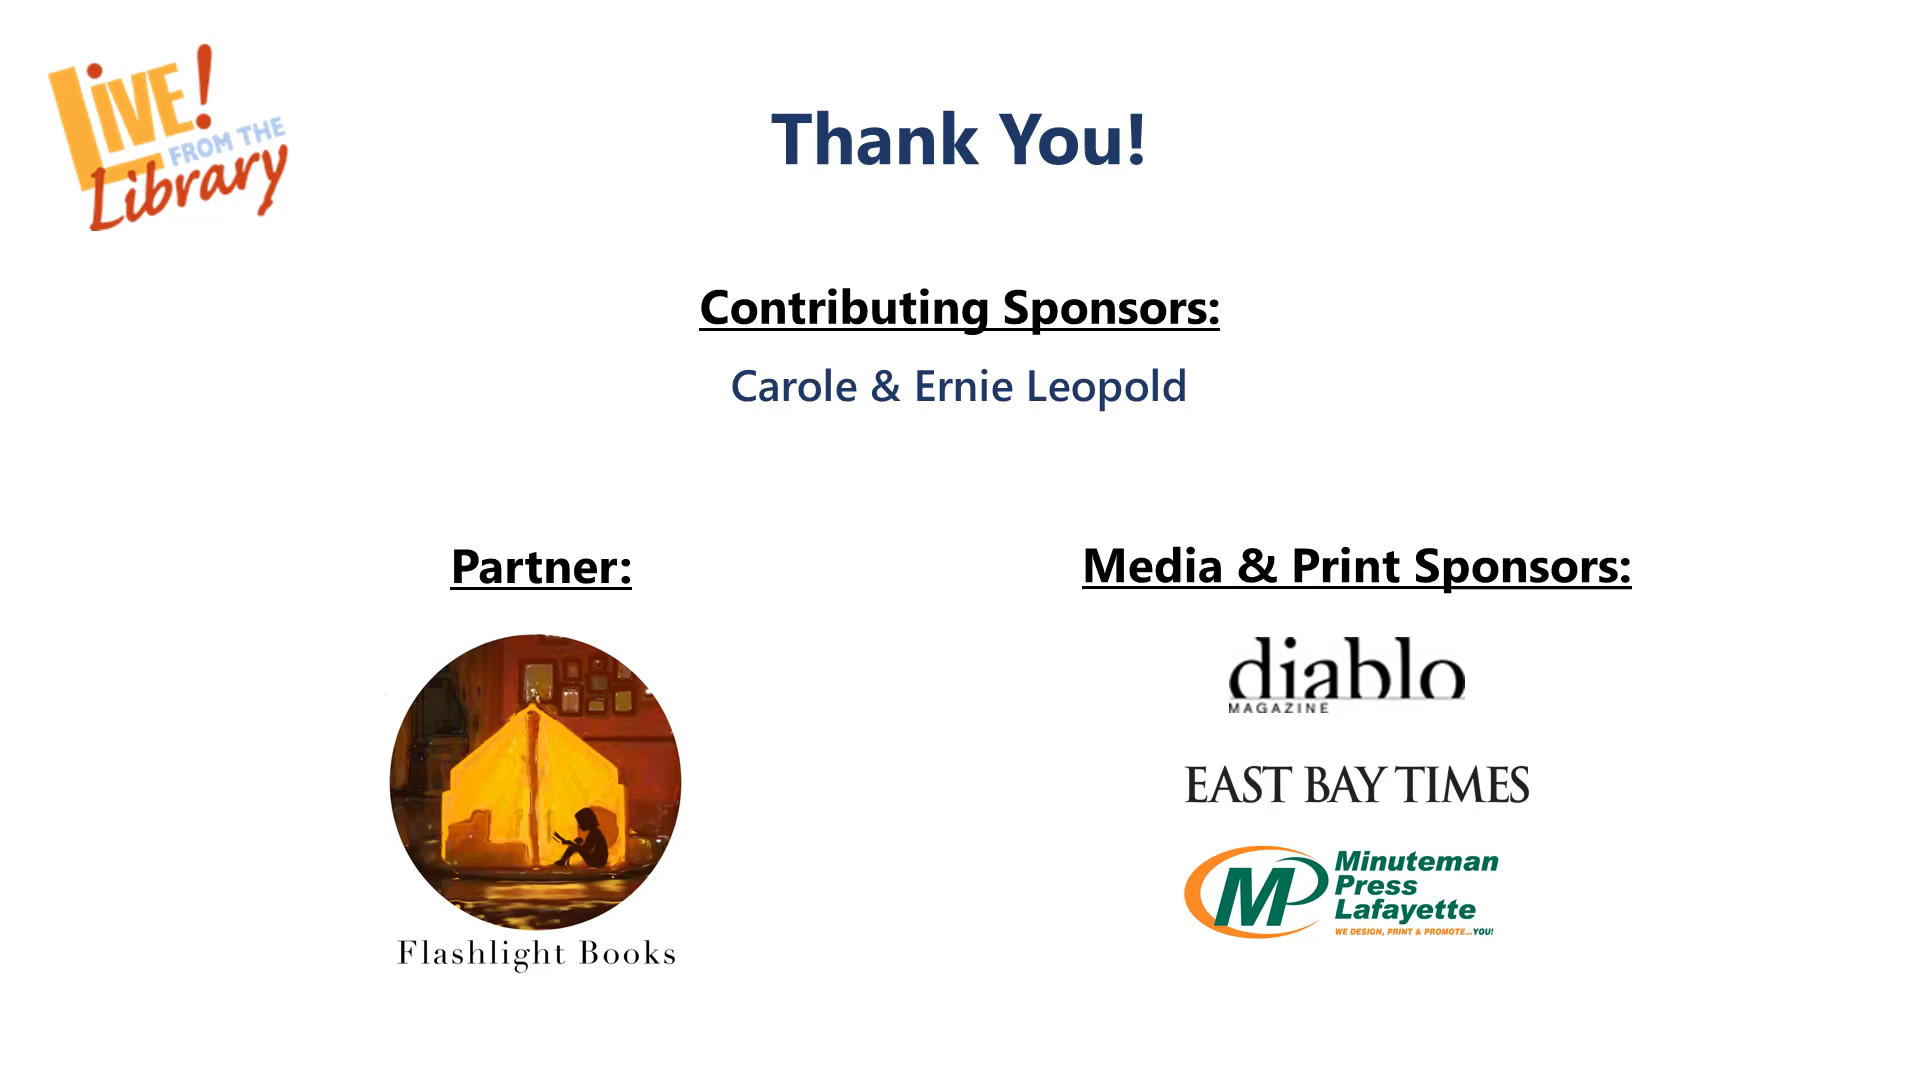 LIVE!
FROM THE
Library
Thank You!
Contributing Sponsors:
Carole & Ernie Leopold
Partner:
Flashlight Books
Media & Print Sponsors:
diablo
MAGAZINE
EAST BAY TIMES
MP
Minuteman
Press
Lafayette
WE DESIGN, PRINT & PROMOTE...YOU!